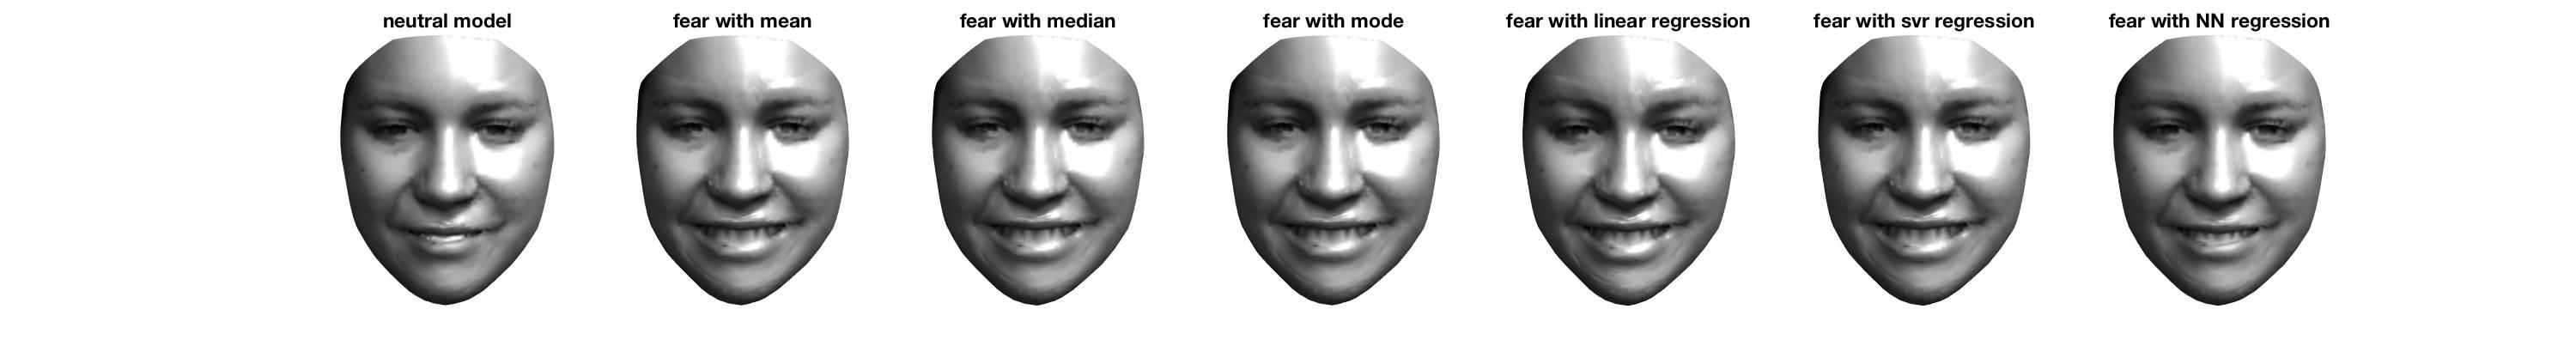 neutral model
fear with mean
fear with median
fear with mode
fear with linear regression
fear with svr regression
fear with NN regression